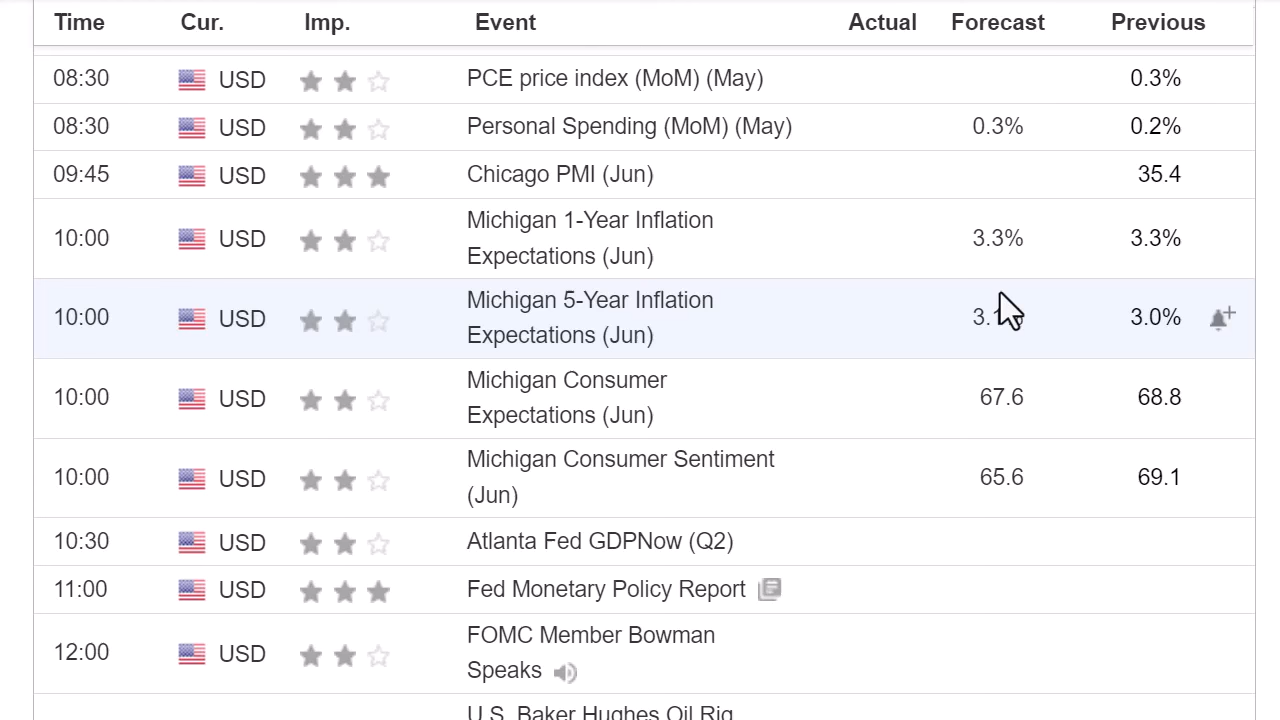 Time Cur. Imp. Event Actual Forecast Previous
08:30 USD PCE price index (MoM) (May) 0.3%
08:30 USD Personal Spending (MoM) (May) 0.3% 0.2%
09:45 USD Chicago PMI (Jun) 35.4
10:00 USD Michigan 1-Year Inflation 3.3% 3.3%
Expectations (Jun)
10:00 USD Michigan 5-Year Inflation 3.0%
Expectations (Jun)
10:00 USD Michigan Consumer 67.6 68.8
Expectations (Jun)
10:00 USD Michigan Consumer Sentiment 65.6 69.1
(Jun)
10:30 USD Atlanta Fed GDPNow (Q2)
11:00 USD Fed Monetary Policy Report
12:00 USD FOMC Member Bowman
Speaks
U.S. Baker Hughes Oil Rig